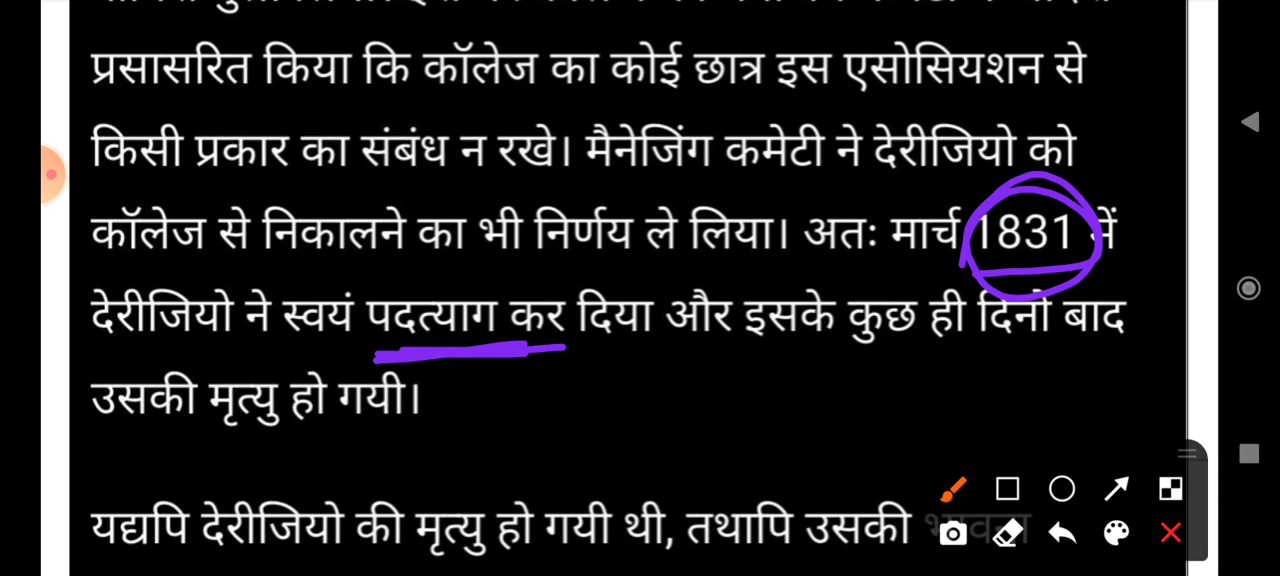 प्रसासरित किया कि कॉलेज का कोई छात्र इस एसोसियशन से
किसी प्रकार का संबंध न रखे। मैनेजिंग कमेटी ने देरीजियो को
कॉलेज से निकालने का भी निर्णय ले लिया। अतः मार्च 1831 में
देरीजियो ने स्वयं पदत्याग कर दिया और इसके कुछ ही दिनों बाद
उसकी मृत्यु हो गयी।
यद्यपि देरीजियो की मृत्यु हो गयी थी, तथापि उसकी